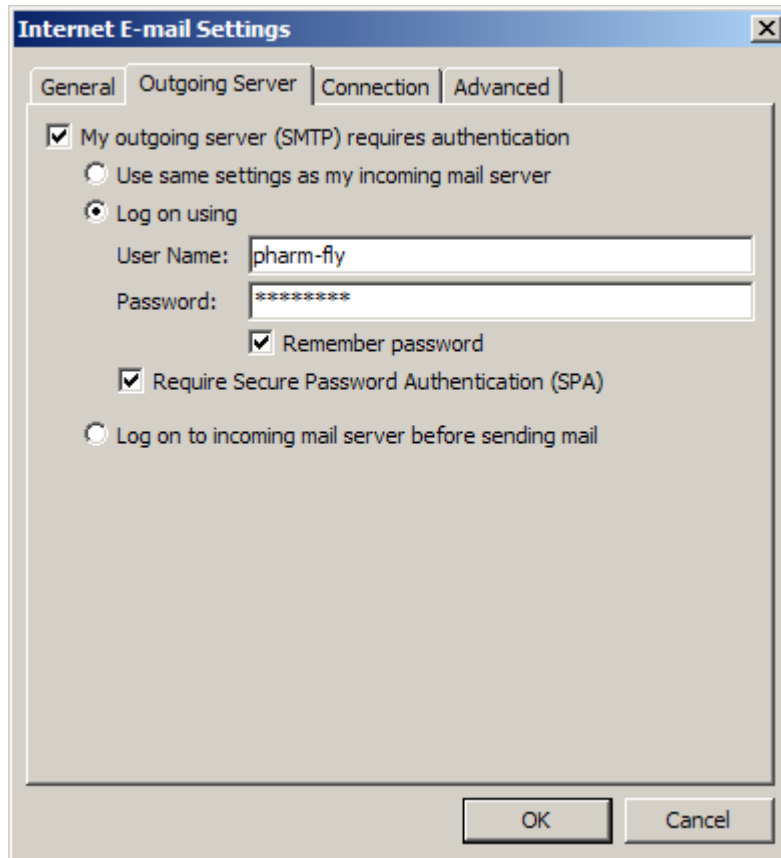 Internet E-mail Settings
General Outgoing Server Connection Advanced
My outgoing server (SMTP) requires authentication
Use same settings as my incoming mail server
Log on using
User Name: pharm-fly
Password: ********
Remember password
Require Secure Password Authentication (SPA)
Log on to incoming mail server before sending mail
OK Cancel